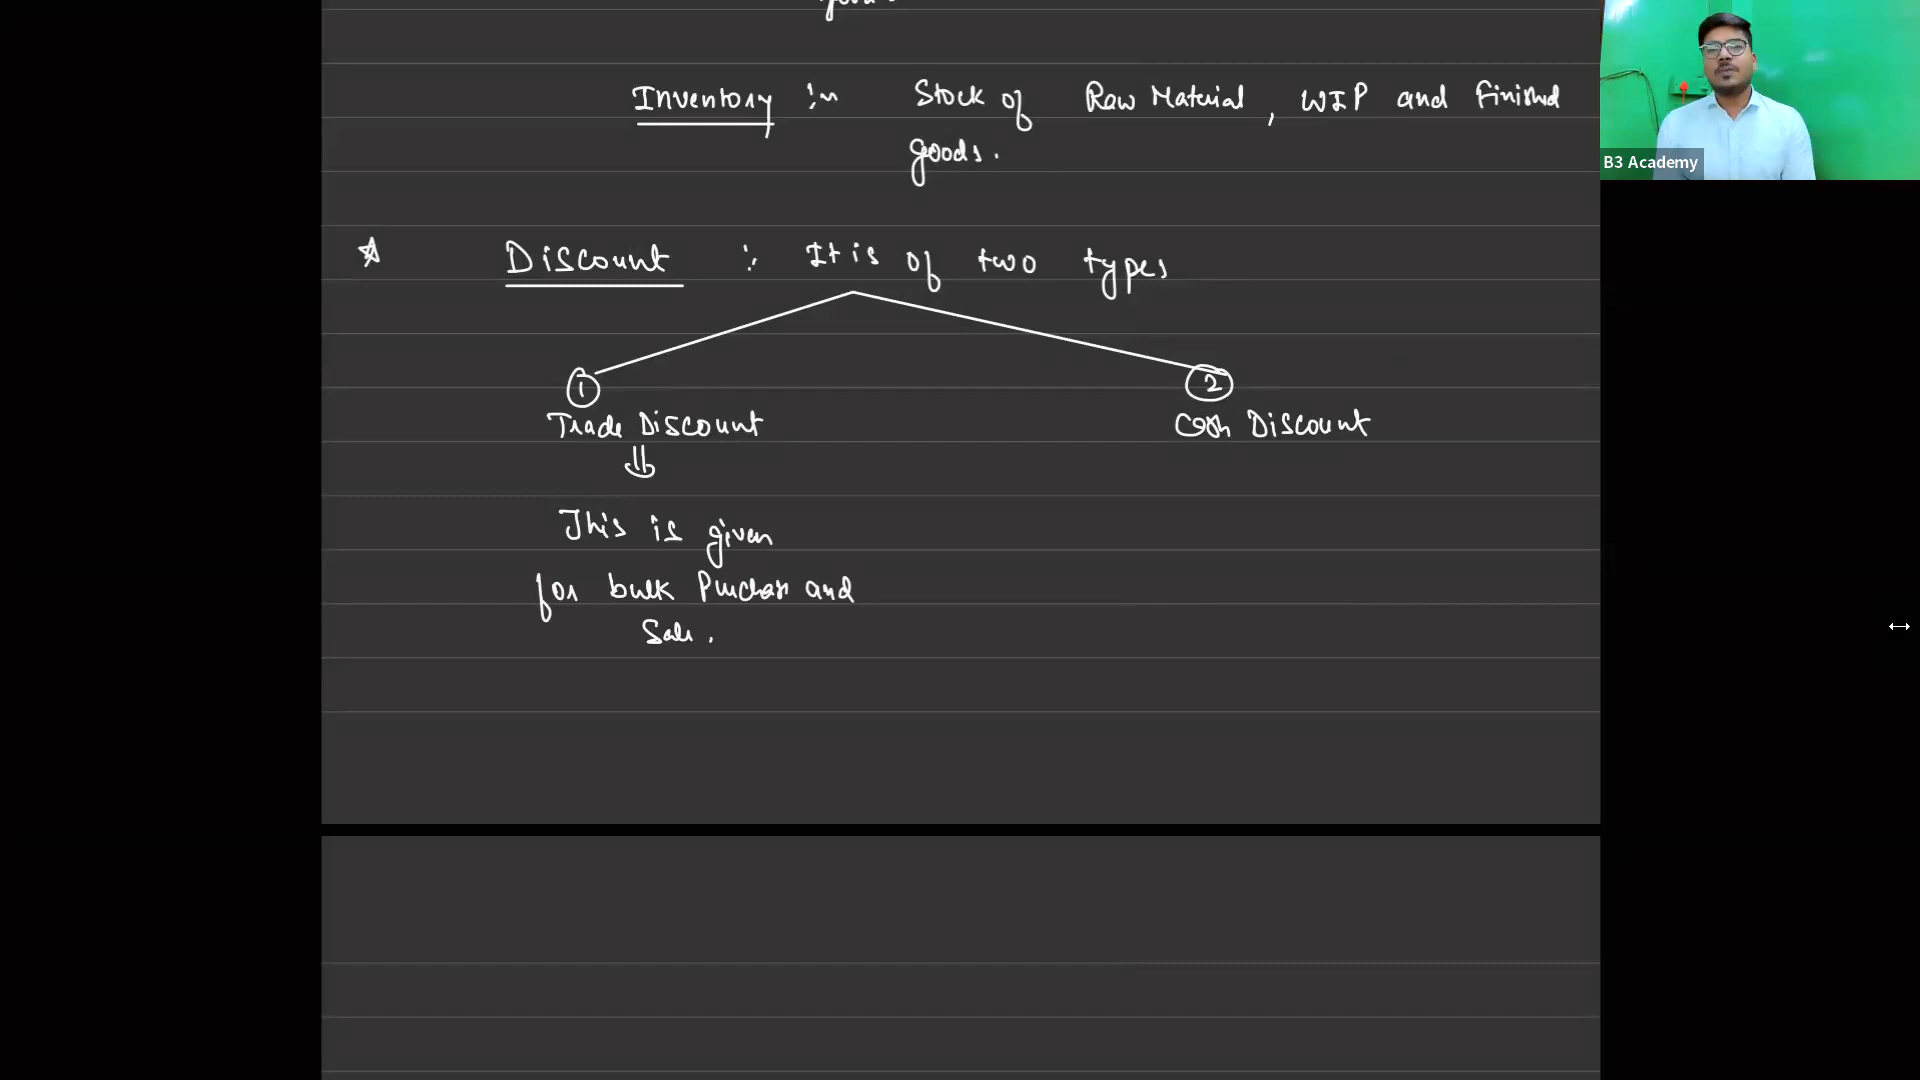 Inventory :~ Stock of Raw Material, WIP and Finished
goods.
B3 Academy
☆ Discount : It is of two types
① ②
Trade Discount Cash Discount
⇓
This is given
for bulk Purchase and
Sale.